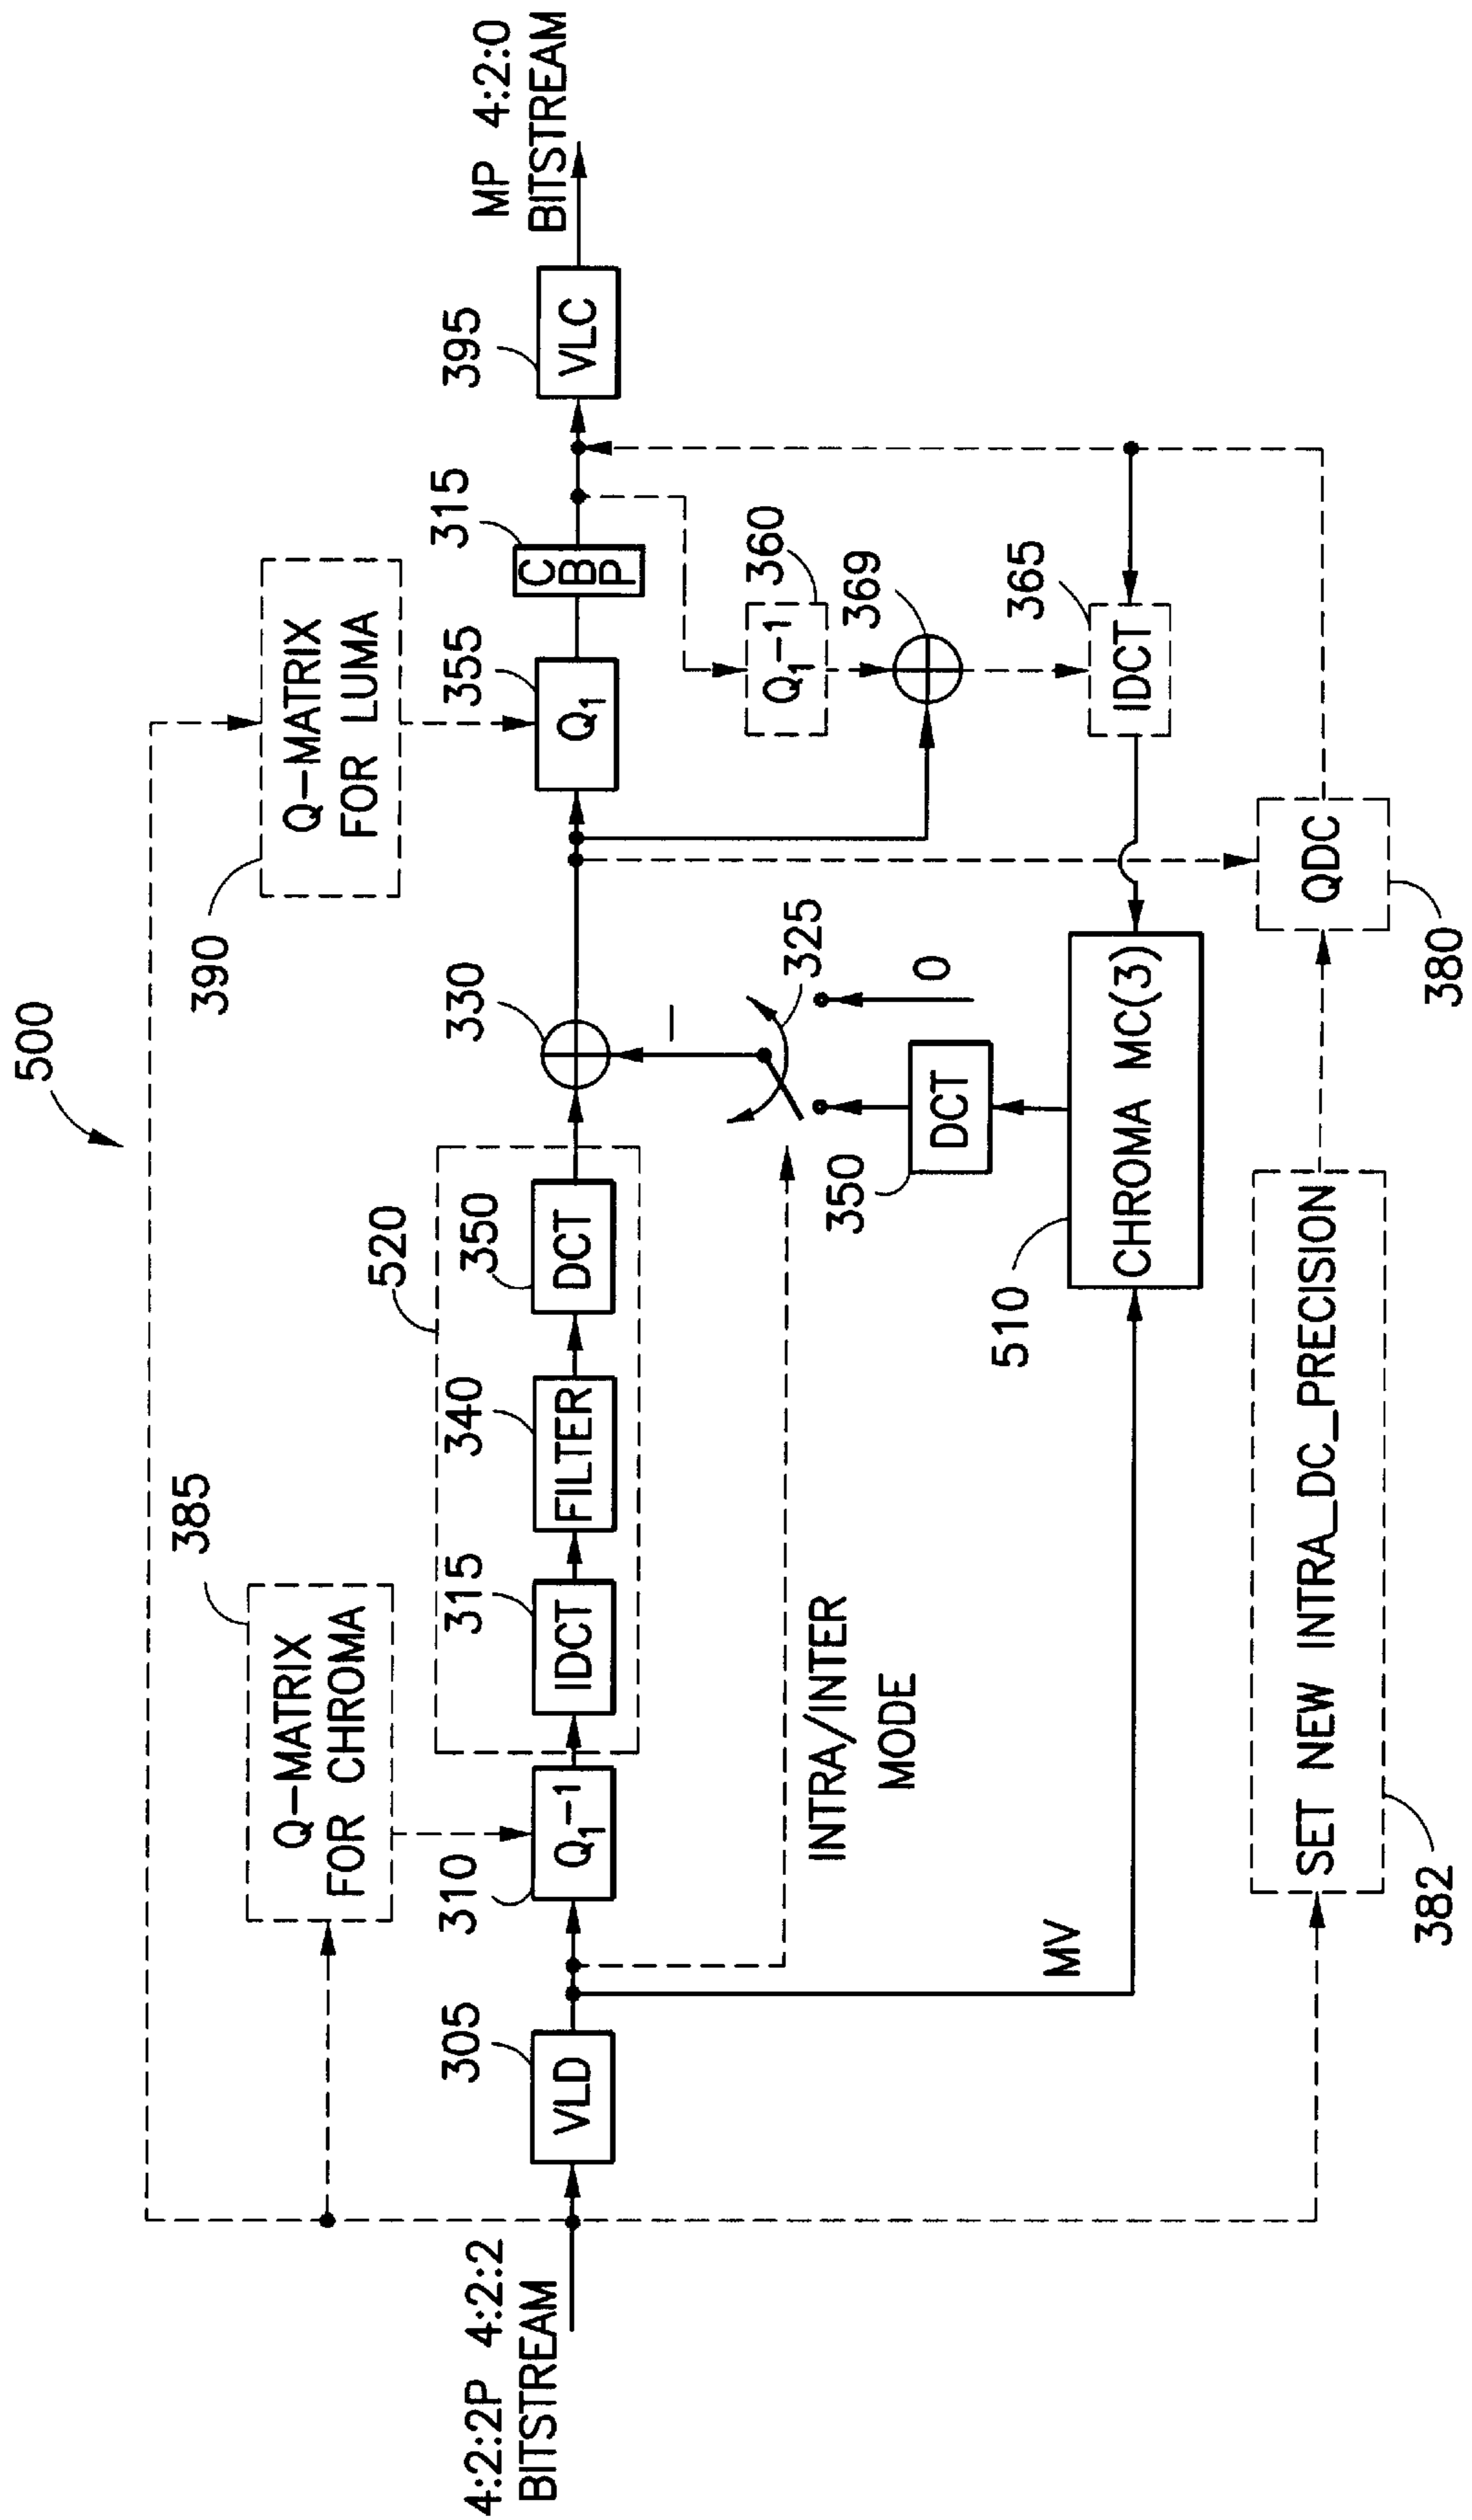 500
390
Q-MATRIX
FOR LUMA
385
Q-MATRIX
FOR CHROMA
4:2:2P 4:2:2
BITSTREAM
305
VLD
310
Q₁⁻¹
520
315
IDCT
340
FILTER
350
DCT
330
355
Q₁
315
CBP
395
VLC
MP 4:2:0
BITSTREAM
INTRA/INTER
MODE
–
325
0
350
DCT
360
Q₁⁻¹
369
365
IDCT
MV
510
CHROMA MC(3)
382
SET NEW INTRA_DC_PRECISION
380
QDC